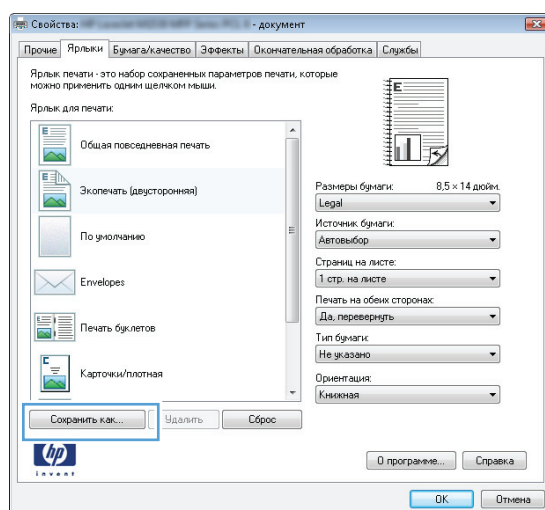 Свойства: - документ
Прочие Ярлыки Бумага/качество Эффекты Окончательная обработка Службы
Ярлык печати - это набор сохраненных параметров печати, которые
можно применить одним щелчком мыши.
Ярлык для печати:
Общая повседневная печать
Экопечать (двусторонняя)
По умолчанию
Envelopes
Печать буклетов
Карточки/плотная
Сохранить как...
Удалить
Сброс
E
Размеры бумаги: 8,5 × 14 дюйм.
Legal
Источник бумаги:
Автовыбор
Страниц на листе:
1 стр. на листе
Печать на обеих сторонах:
Да, перевернуть
Тип бумаги:
Не указано
Ориентация:
Книжная
hp
invent
О программе...
Справка
OK
Отмена